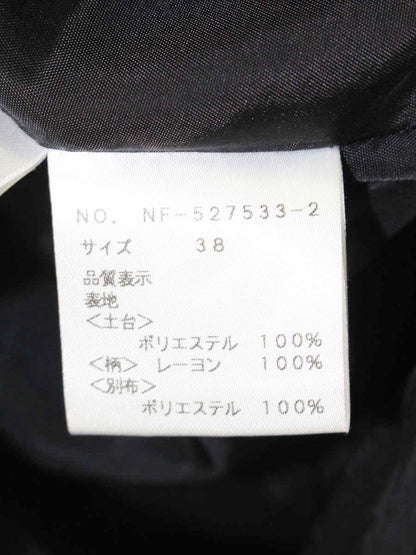 NO. NF-527533-2
サイズ 38
品質表示
表地
<土台>
ポリエステル 100%
<柄> レーヨン 100%
<別布>
ポリエステル 100%